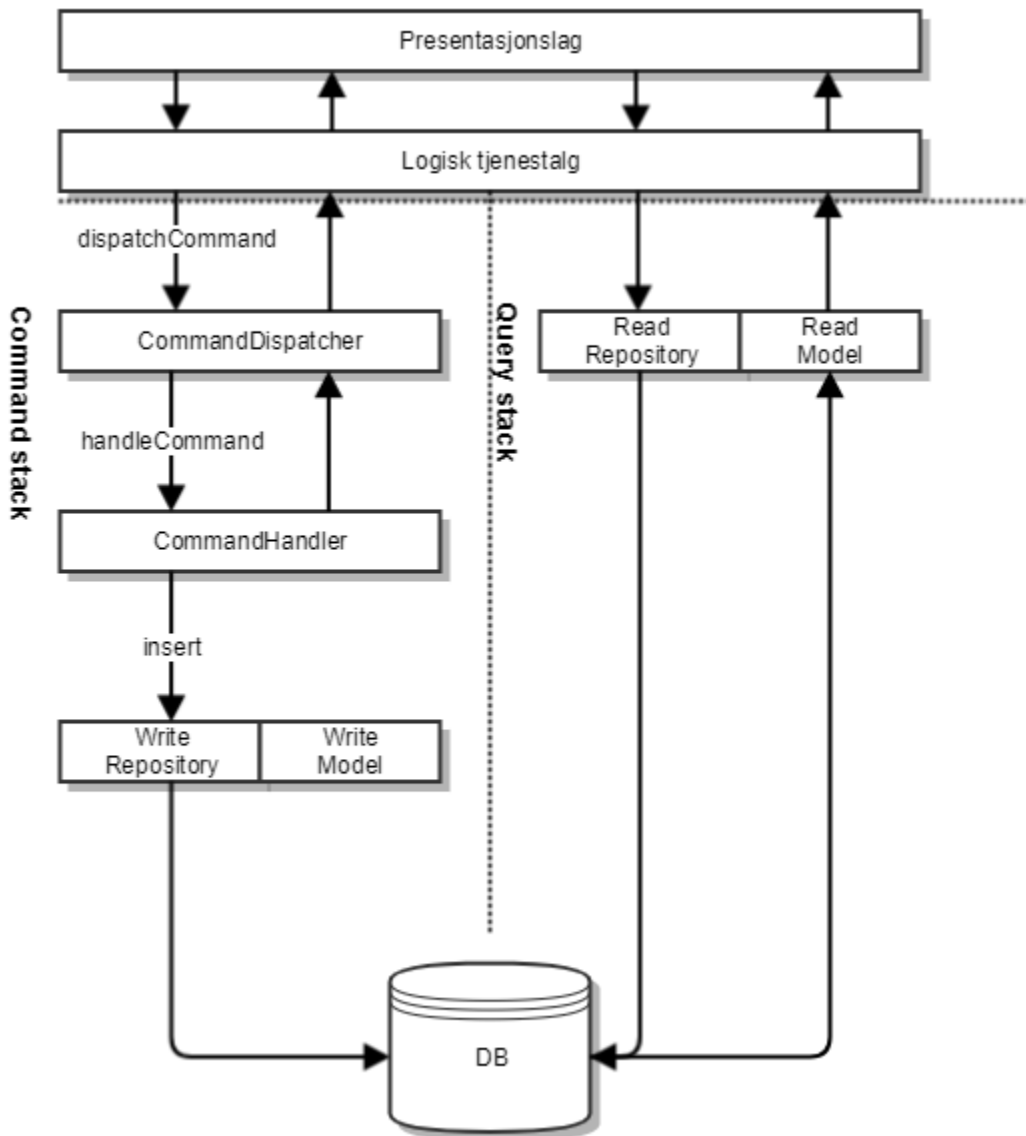 Presentasjonslag
Logisk tjenestalg
dispatchCommand
Command stack
CommandDispatcher
Query stack
Read
Repository
Read
Model
handleCommand
CommandHandler
insert
Write
Repository
Write
Model
DB